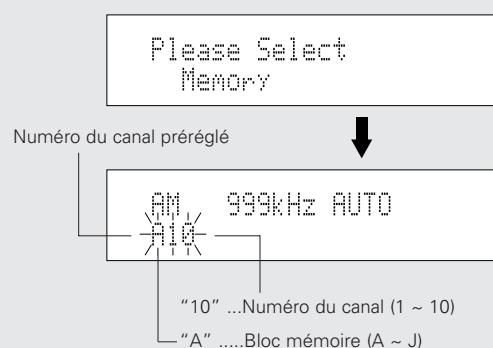 Please Select
Memory
Numéro du canal préréglé
AM 999kHz AUTO
A10
“10” ...Numéro du canal (1 ~ 10)
“A” .....Bloc mémoire (A ~ J)